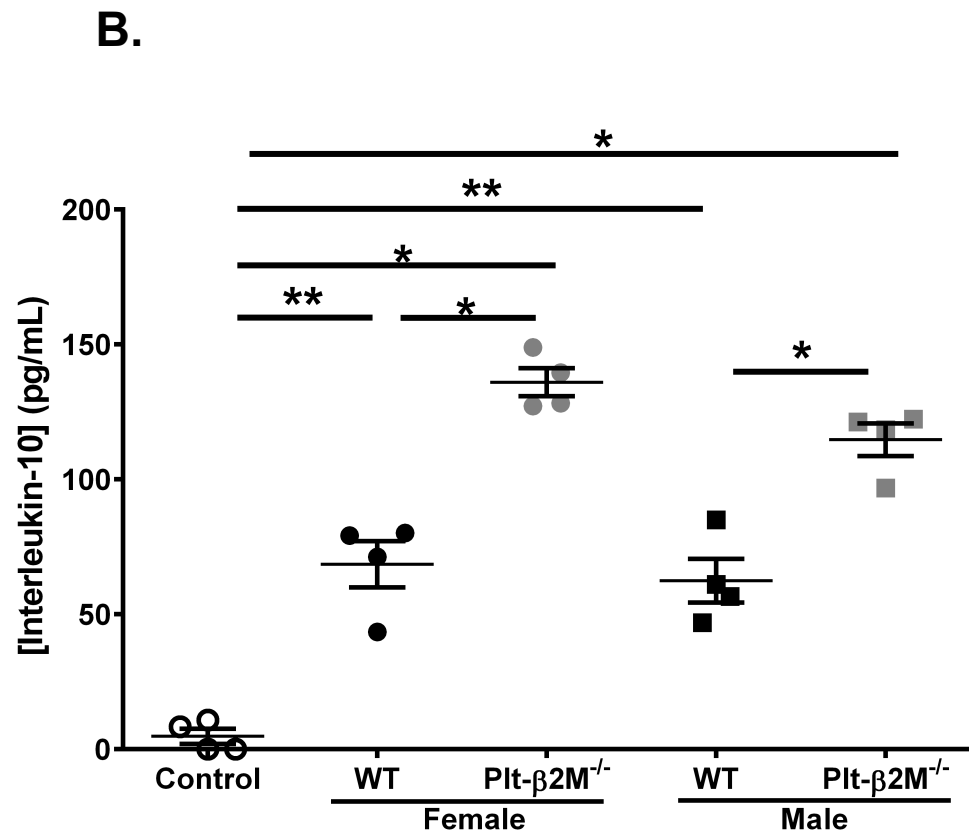 B.
*
**
*
** *
*
[Interleukin-10] (pg/mL)
200
150
100
50
0
Control WT Plt-β2M-/- WT Plt-β2M-/-
Female Male